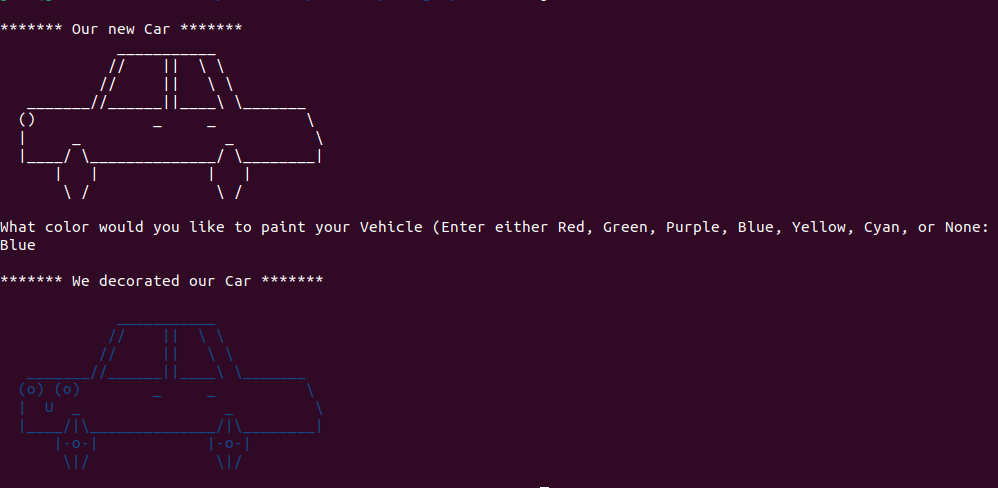 ******* Our new Car *******
             ___________
            //    ||  \ \
           //     ||   \ \
   _______//______||____\ \_______
  ()             _     _          \
  |     _                _         \
  |____/ \______________/ \________|
      |   |            |   |
       \ /              \ /
What color would you like to paint your Vehicle (Enter either Red, Green, Purple, Blue, Yellow, Cyan, or None:
Blue
******* We decorated our Car *******
             ___________
            //    ||  \ \
           //     ||   \ \
   _______//______||____\ \_______
  (o) (o)        _     _          \
  |  U  _                _         \
  |____/|\______________/|\________|
      |-o-|            |-o-|
       \|/              \|/